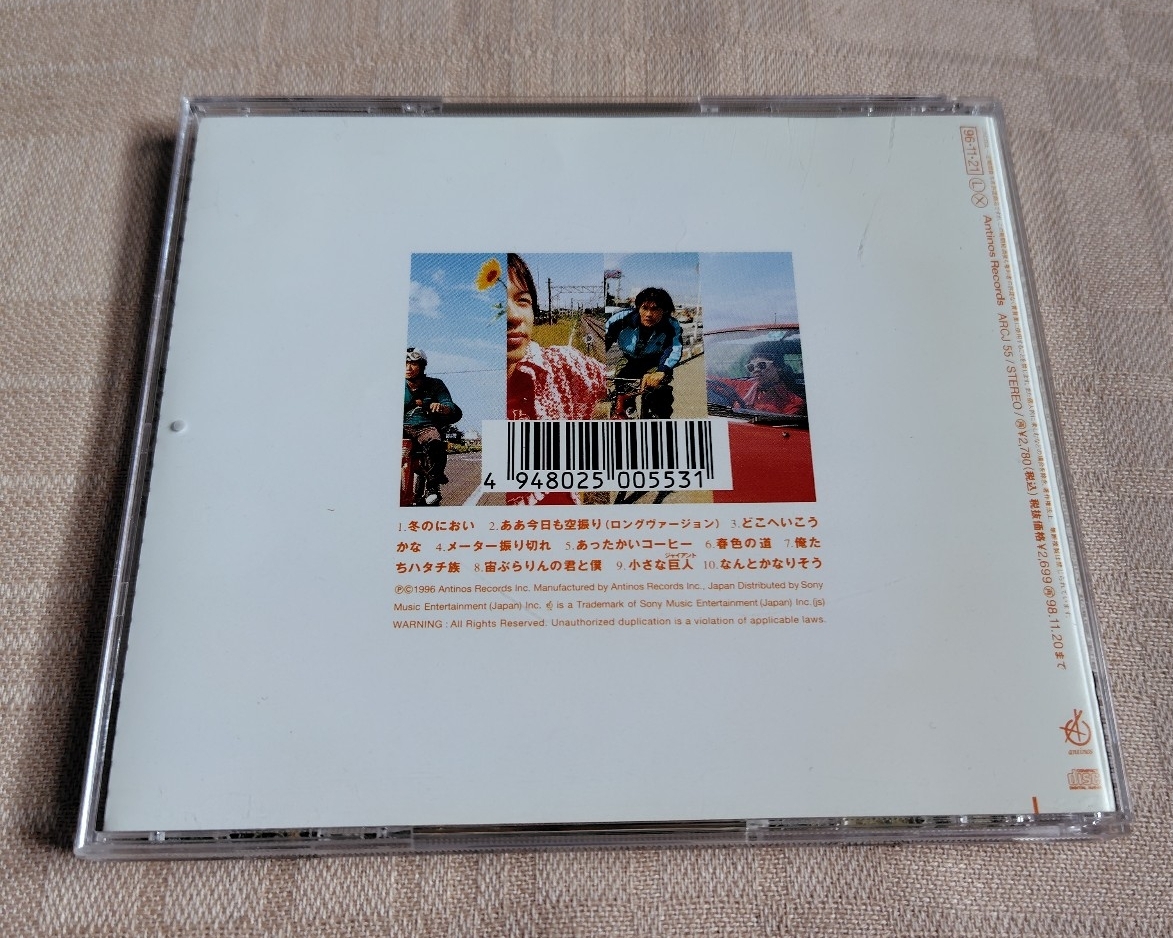 4 948025 005531
1.冬のにおい 2.ああ今日も空振り(ロングヴァージョン) 3.どこへいこう
かな 4.メーター振り切れ 5.あったかいコーヒー 6.春色の道 7.俺た
ジャイアント
ちハタチ族 8.宙ぶらりんの君と僕 9.小さな巨人 10.なんとかなりそう
ⓅⒸ1996 Antinos Records Inc. Manufactured by Antinos Records Inc., Japan Distributed by Sony
Music Entertainment (Japan) Inc. is a Trademark of Sony Music Entertainment (Japan) Inc. (js)
WARNING : All Rights Reserved. Unauthorized duplication is a violation of applicable laws.
96・11・21 Ⓛ Ⓧ Antinos Records ARCJ 55 / STEREO / ¥2,780(税込) 税抜価格¥2,699 98.11.20まで
antinos
disc